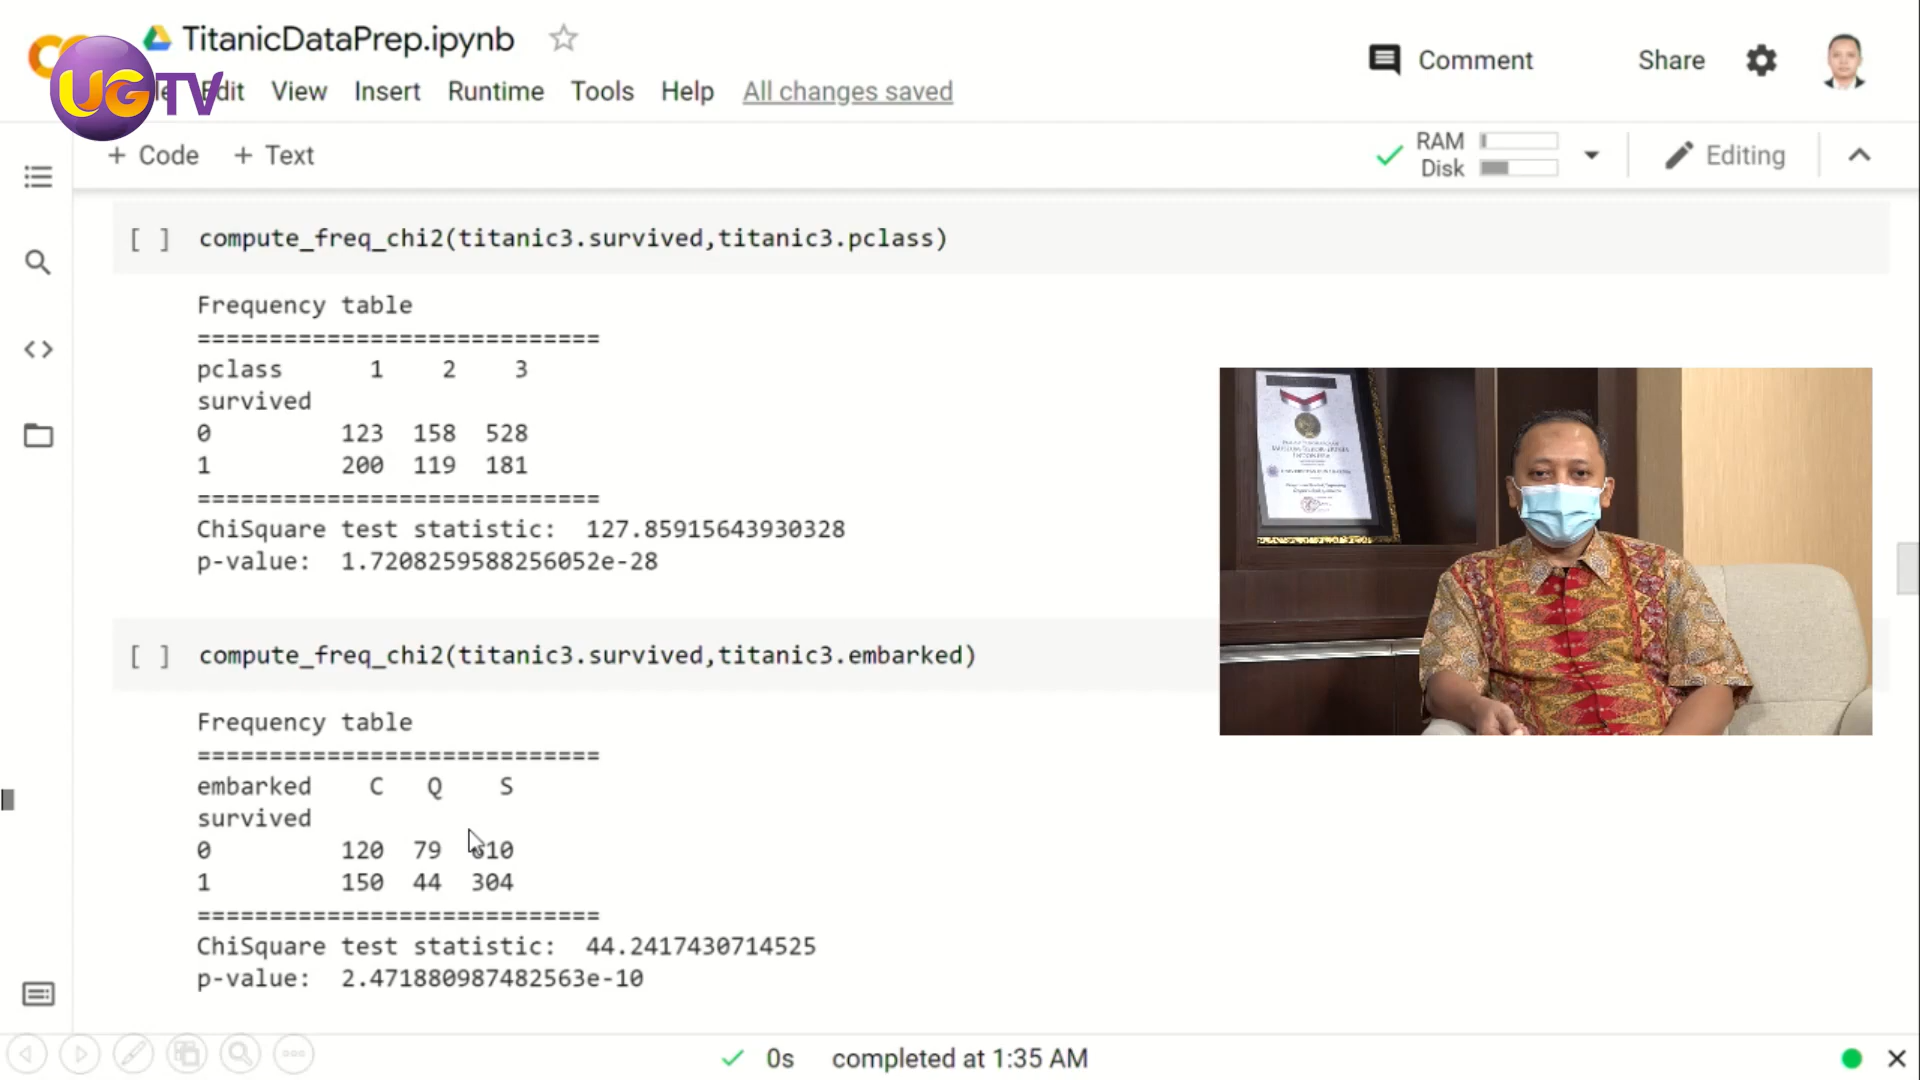 TitanicDataPrep.ipynb
UGTV
Edit View Insert Runtime Tools Help All changes saved
Comment Share
+ Code + Text
RAM
Disk
Editing
[ ] compute_freq_chi2(titanic3.survived,titanic3.pclass)
Frequency table
============================
pclass 1 2 3
survived
0 123 158 528
1 200 119 181
============================
ChiSquare test statistic: 127.85915643930328
p-value: 1.7208259588256052e-28
[ ] compute_freq_chi2(titanic3.survived,titanic3.embarked)
Frequency table
============================
embarked C Q S
survived
0 120 79 610
1 150 44 304
============================
ChiSquare test statistic: 44.2417430714525
p-value: 2.471880987482563e-10
0s completed at 1:35 AM